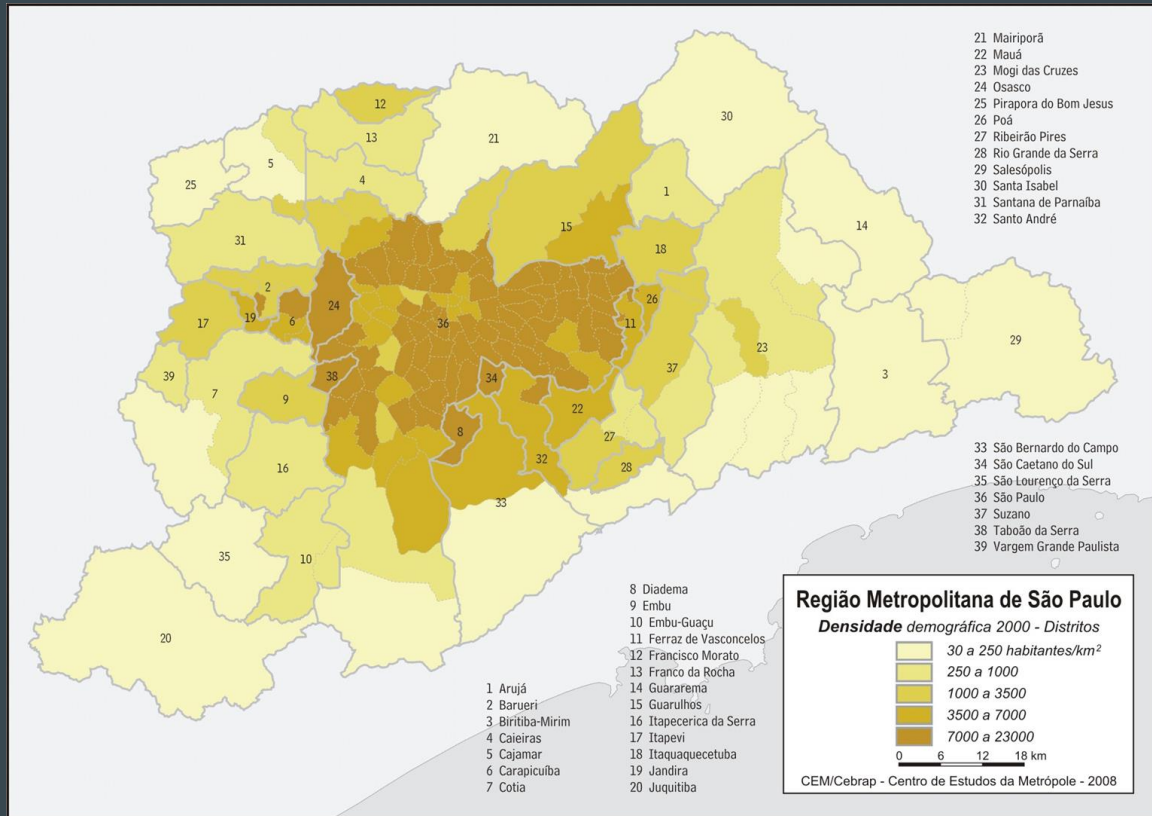 21 Mairiporã
22 Mauá
23 Mogi das Cruzes
24 Osasco
25 Pirapora do Bom Jesus
26 Poá
27 Ribeirão Pires
28 Rio Grande da Serra
29 Salesópolis
30 Santa Isabel
31 Santana de Parnaíba
32 Santo André
12
30
13
21
5
4
25
1
14
15
31
18
2
26
24
19
6
17
36
11
29
23
38
34
37
3
39
7
9
22
8
27
32
16
28
33
35
10
20
33 São Bernardo do Campo
34 São Caetano do Sul
35 São Lourenço da Serra
36 São Paulo
37 Suzano
38 Taboão da Serra
39 Vargem Grande Paulista
1 Arujá
2 Barueri
3 Biritiba-Mirim
4 Caieiras
5 Cajamar
6 Carapicuíba
7 Cotia
8 Diadema
9 Embu
10 Embu-Guaçu
11 Ferraz de Vasconcelos
12 Francisco Morato
13 Franco da Rocha
14 Guararema
15 Guarulhos
16 Itapecerica da Serra
17 Itapevi
18 Itaquaquecetuba
19 Jandira
20 Juquitiba
Região Metropolitana de São Paulo
Densidade demográfica 2000 - Distritos
30 a 250 habitantes/km²
250 a 1000
1000 a 3500
3500 a 7000
7000 a 23000
0 6 12 18 km
CEM/Cebrap - Centro de Estudos da Metrópole - 2008